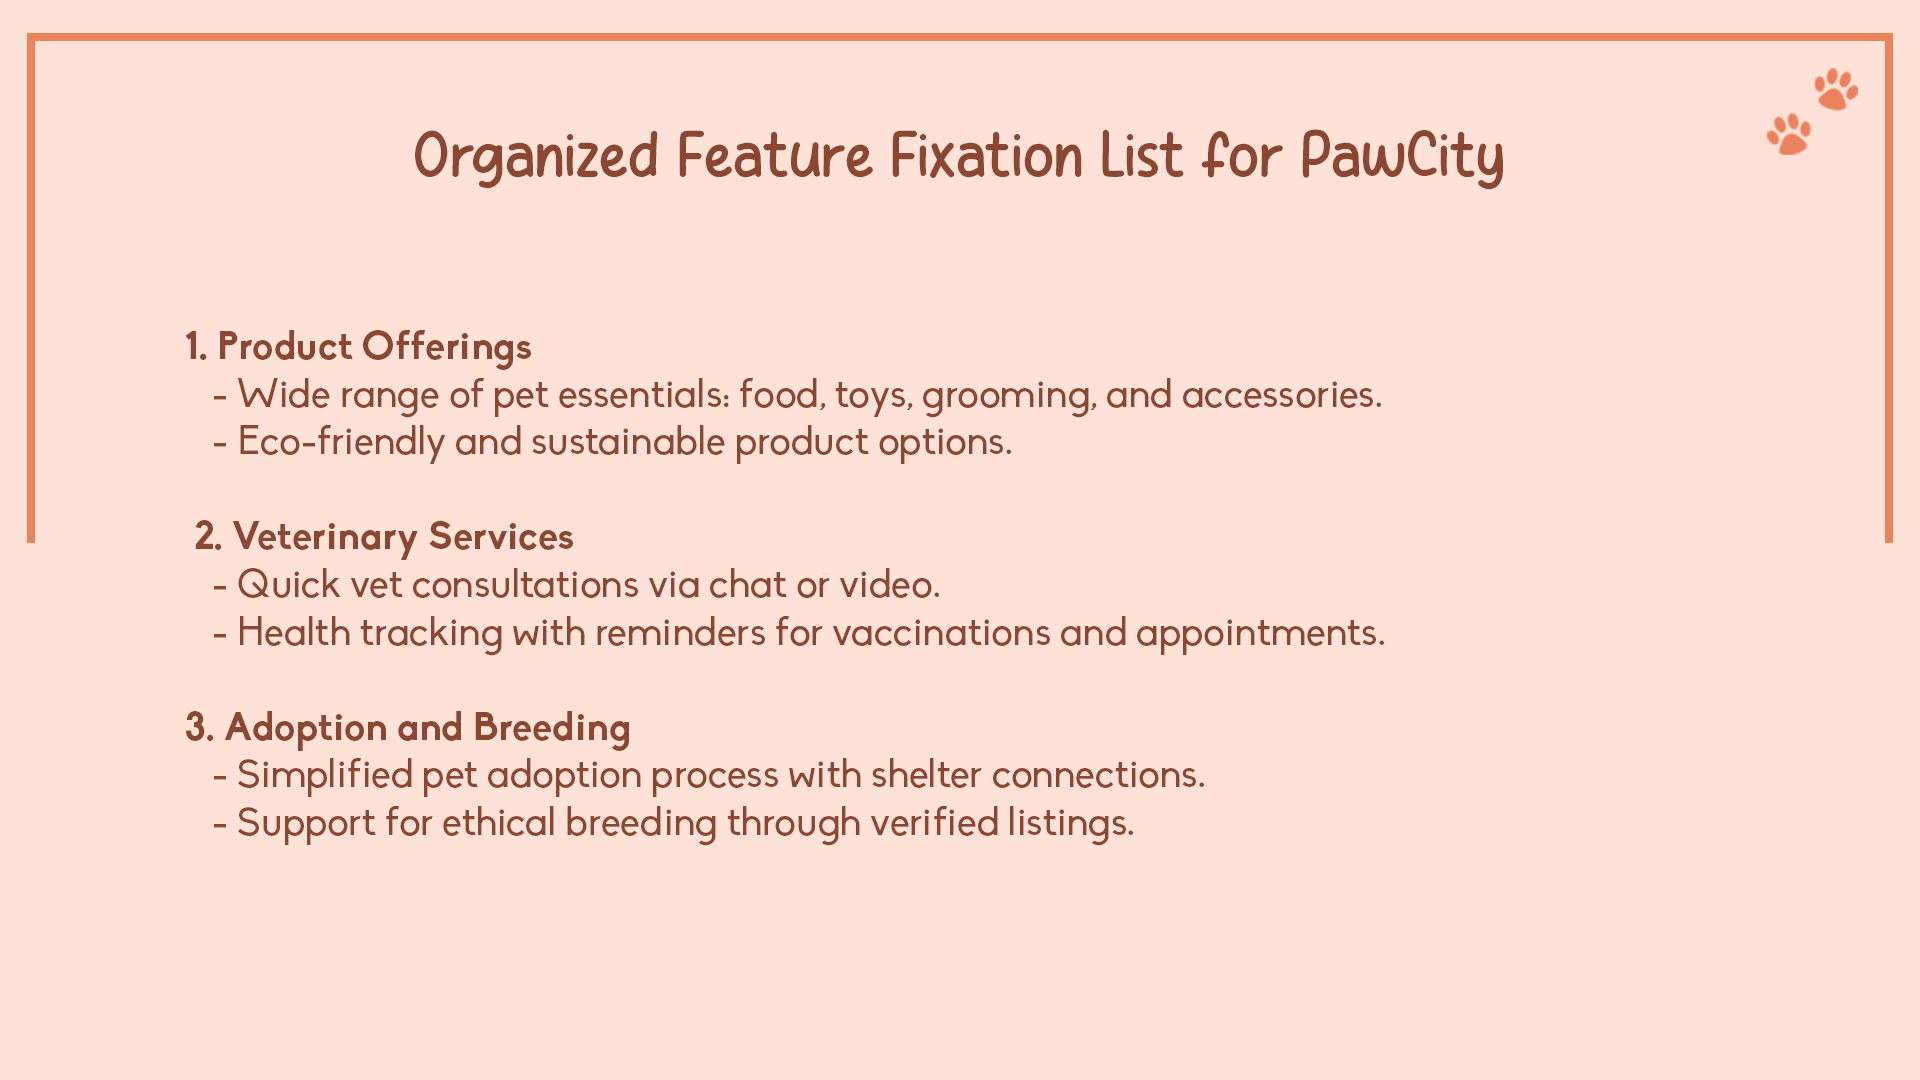 Organized Feature Fixation List for PawCity
1. Product Offerings
- Wide range of pet essentials: food, toys, grooming, and accessories.
- Eco-friendly and sustainable product options.
2. Veterinary Services
- Quick vet consultations via chat or video.
- Health tracking with reminders for vaccinations and appointments.
3. Adoption and Breeding
- Simplified pet adoption process with shelter connections.
- Support for ethical breeding through verified listings.